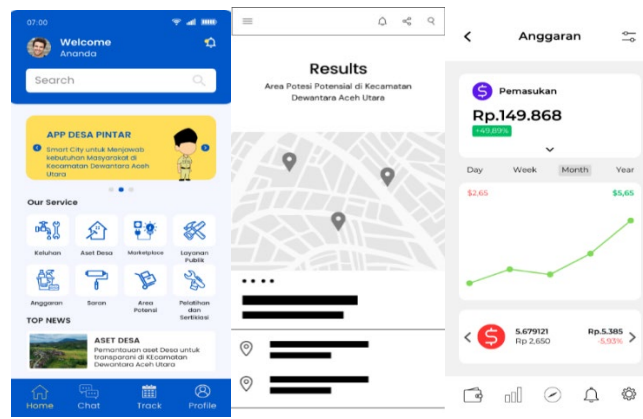 07:00
Welcome
Ananda
Search
APP DESA PINTAR
Smart City untuk Menjawab
kebutuhan Masyarakat di
Kecamatan Dewantara Aceh
Utara
Our Service
Keluhan
Aset Desa
Marketplace
Layanan
Publik
Anggaran
Saran
Area
Potensi
Pelatihan
dan
Sertikiasi
TOP NEWS
ASET DESA
Pemantauan aset Desa untuk
transparani di KEcamatan
Dewantara Aceh Utara
Home
Chat
Track
Profile
Results
Area Potesi Potensial di Kecamatan
Dewantara Aceh Utara
Anggaran
Pemasukan
Rp.149.868
+49,89%
Day
Week
Month
Year
$2,65
$5,65
5.679121
Rp 2,650
Rp.5.385
-5,93%